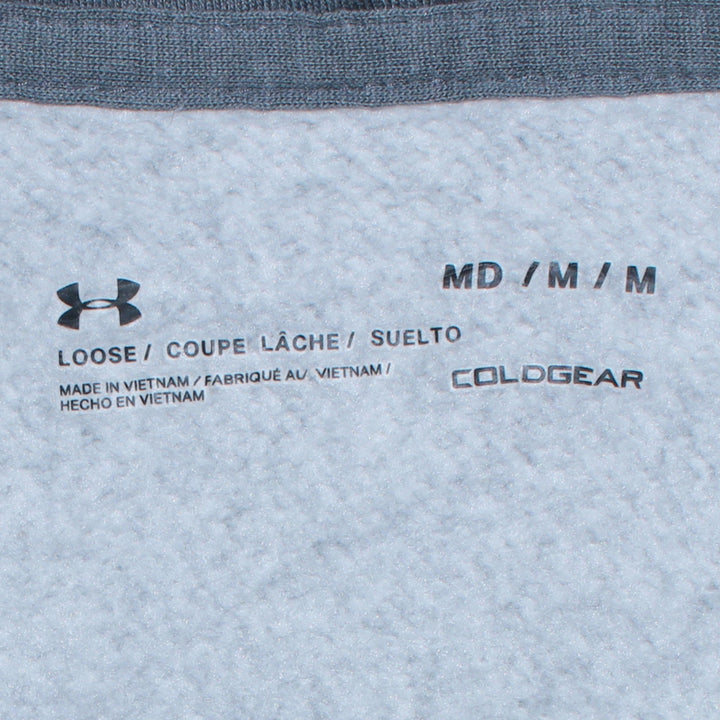 MD / M / M
LOOSE / COUPE LÂCHE / SUELTO
MADE IN VIETNAM / FABRIQUÉ AU VIETNAM /
HECHO EN VIETNAM
COLDGEAR